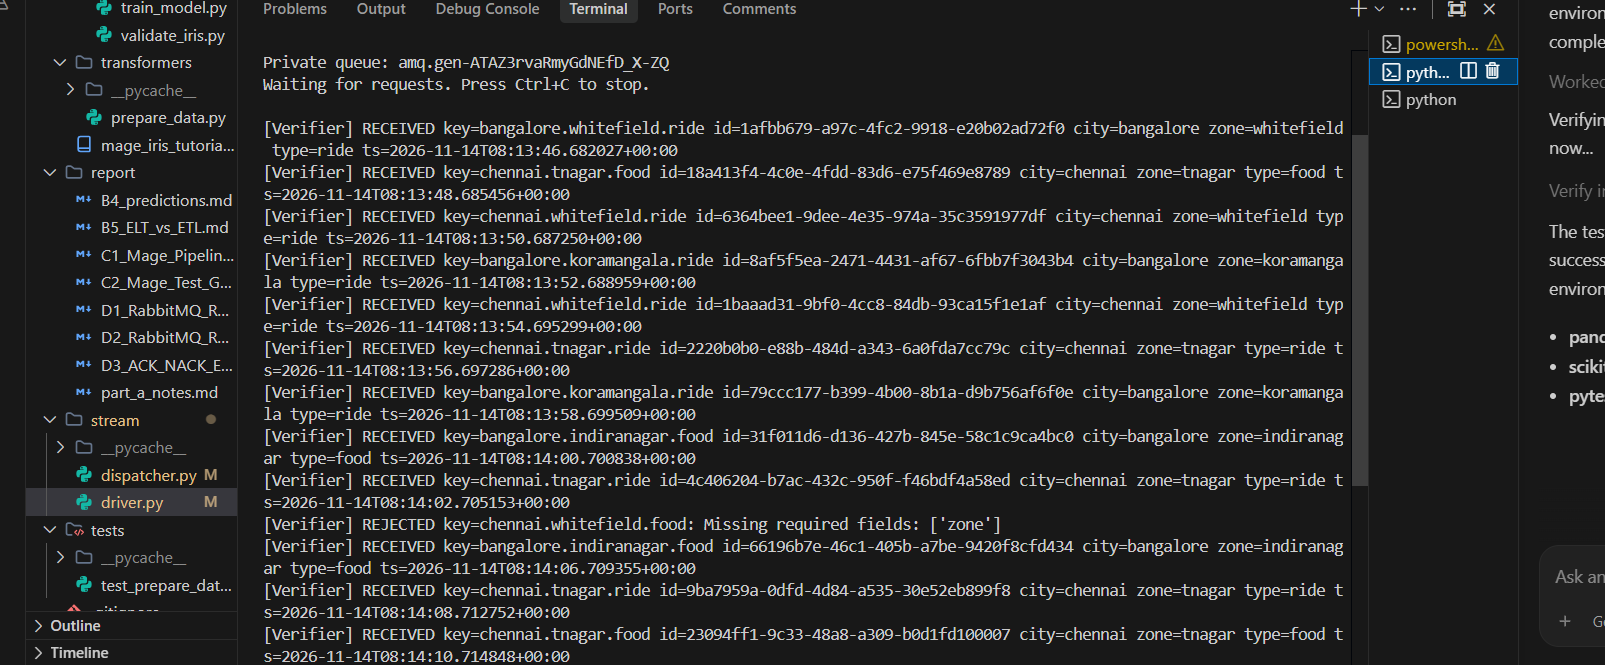 train_model.py
validate_iris.py
transformers
__pycache__
prepare_data.py
mage_iris_tutoria...
report
B4_predictions.md
B5_ELT_vs_ETL.md
C1_Mage_Pipelin...
C2_Mage_Test_G...
D1_RabbitMQ_R...
D2_RabbitMQ_R...
D3_ACK_NACK_E...
part_a_notes.md
stream
__pycache__
dispatcher.py M
driver.py M
tests
__pycache__
test_prepare_dat...
.gitignore
Outline
Timeline
Problems Output Debug Console Terminal Ports Comments
Private queue: amq.gen-ATAZ3rvaRmyGdNEfD_X-ZQ
Waiting for requests. Press Ctrl+C to stop.
[Verifier] RECEIVED key=bangalore.whitefield.ride id=1afbb679-a97c-4fc2-9918-e20b02ad72f0 city=bangalore zone=whitefield
type=ride ts=2026-11-14T08:13:46.682027+00:00
[Verifier] RECEIVED key=chennai.tnagar.food id=18a413f4-4c0e-4fdd-83d6-e75f469e8789 city=chennai zone=tnagar type=food t
s=2026-11-14T08:13:48.685456+00:00
[Verifier] RECEIVED key=chennai.whitefield.ride id=6364bee1-9dee-4e35-974a-35c3591977df city=chennai zone=whitefield typ
e=ride ts=2026-11-14T08:13:50.687250+00:00
[Verifier] RECEIVED key=bangalore.koramangala.ride id=8af5f5ea-2471-4431-af67-6fbb7f3043b4 city=bangalore zone=koramanga
la type=ride ts=2026-11-14T08:13:52.688959+00:00
[Verifier] RECEIVED key=chennai.whitefield.ride id=1baaad31-9bf0-4cc8-84db-93ca15f1e1af city=chennai zone=whitefield typ
e=ride ts=2026-11-14T08:13:54.695299+00:00
[Verifier] RECEIVED key=chennai.tnagar.ride id=2220b0b0-e88b-484d-a343-6a0fda7cc79c city=chennai zone=tnagar type=ride t
s=2026-11-14T08:13:56.697286+00:00
[Verifier] RECEIVED key=bangalore.koramangala.ride id=79ccc177-b399-4b00-8b1a-d9b756af6f0e city=bangalore zone=koramanga
la type=ride ts=2026-11-14T08:13:58.699509+00:00
[Verifier] RECEIVED key=bangalore.indiranagar.food id=31f011d6-d136-427b-845e-58c1c9ca4bc0 city=bangalore zone=indiranag
ar type=food ts=2026-11-14T08:14:00.700838+00:00
[Verifier] RECEIVED key=chennai.tnagar.ride id=4c406204-b7ac-432c-950f-f46bdf4a58ed city=chennai zone=tnagar type=ride t
s=2026-11-14T08:14:02.705153+00:00
[Verifier] REJECTED key=chennai.whitefield.food: Missing required fields: ['zone']
[Verifier] RECEIVED key=bangalore.indiranagar.food id=66196b7e-46c1-405b-a7be-9420f8cfd434 city=bangalore zone=indiranag
ar type=food ts=2026-11-14T08:14:06.709355+00:00
[Verifier] RECEIVED key=chennai.tnagar.ride id=9ba7959a-0dfd-4d84-a535-30e52eb899f8 city=chennai zone=tnagar type=ride t
s=2026-11-14T08:14:08.712752+00:00
[Verifier] RECEIVED key=chennai.tnagar.food id=23094ff1-9c33-48a8-a309-b0d1fd100007 city=chennai zone=tnagar type=food t
s=2026-11-14T08:14:10.714848+00:00
powersh...
pyth...
python
environ
comple
Worked
Verifyin
now...
Verify i
The tes
success
environ
• panc
• scikit
• pytes
Ask an
G